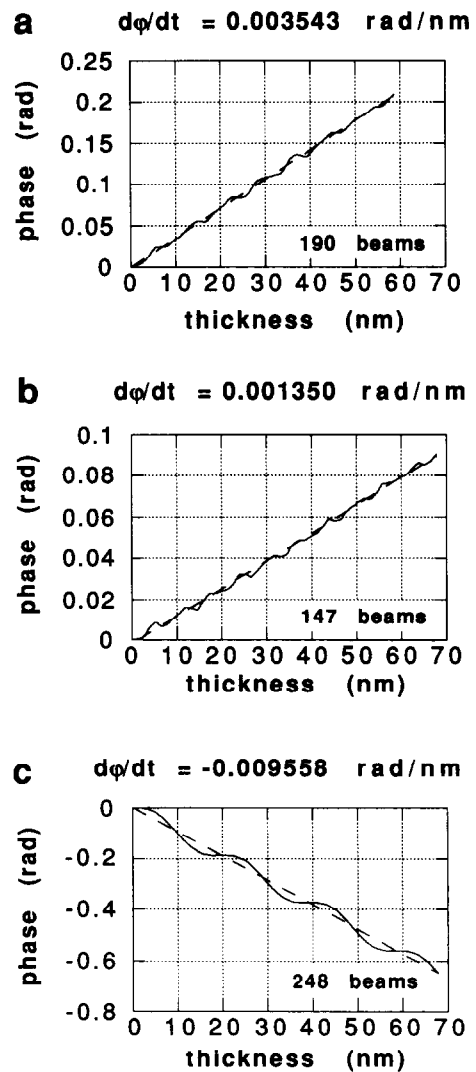 a dφ/dt = 0.003543 rad/nm
0.25
0.2
0.15
0.1
0.05
0
phase (rad)
190 beams
0 10 20 30 40 50 60 70
thickness (nm)
b dφ/dt = 0.001350 rad/nm
0.1
0.08
0.06
0.04
0.02
0
phase (rad)
147 beams
0 10 20 30 40 50 60 70
thickness (nm)
c dφ/dt = -0.009558 rad/nm
0
-0.2
-0.4
-0.6
-0.8
phase (rad)
248 beams
0 10 20 30 40 50 60 70
thickness (nm)